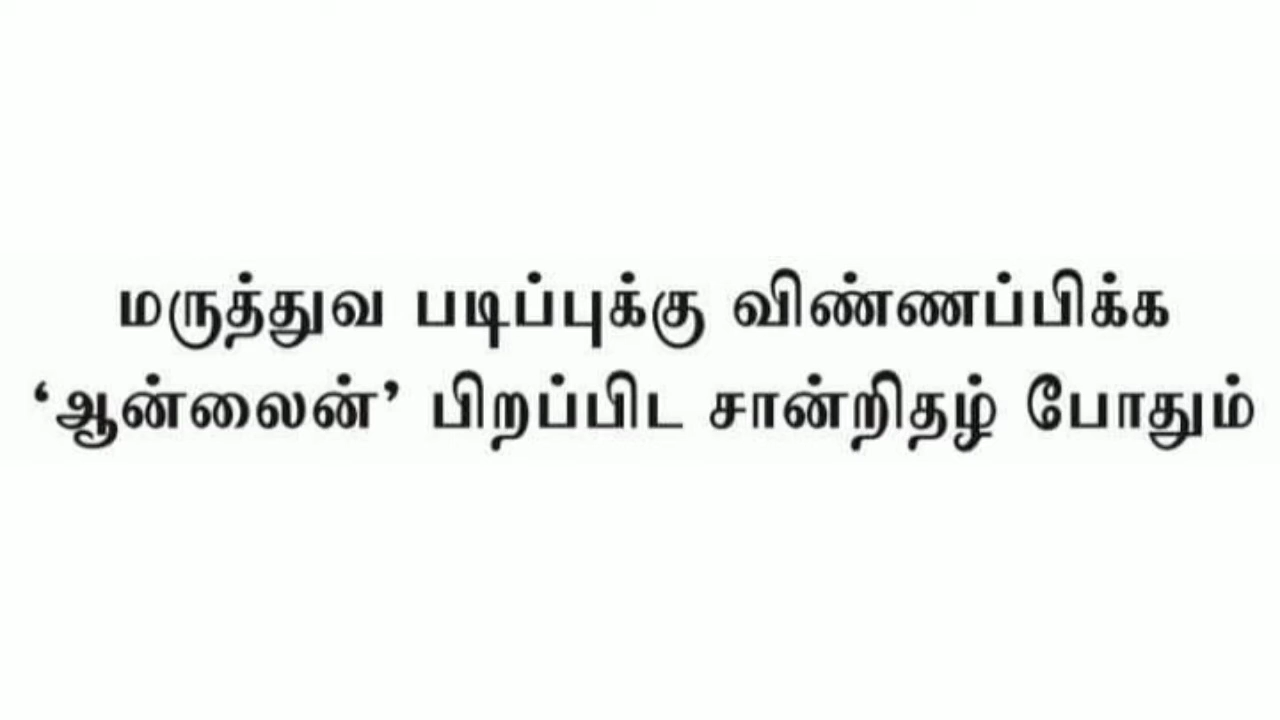 மருத்துவ படிப்புக்கு விண்ணப்பிக்க
‘ஆன்லைன்’ பிறப்பிட சான்றிதழ் போதும்